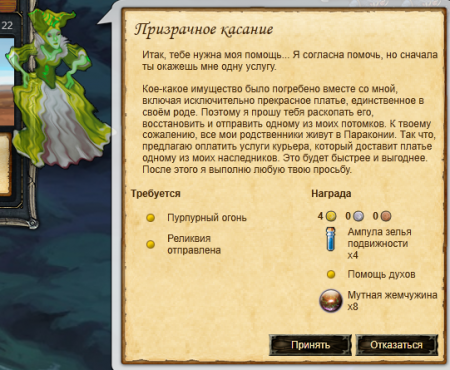 22
Призрачное касание
Итак, тебе нужна моя помощь... Я согласна помочь, но сначала
ты окажешь мне одну услугу.
Кое-какое имущество было погребено вместе со мной,
включая исключительно прекрасное платье, единственное в
своём роде. Поэтому я прошу тебя раскопать его,
восстановить и отправить одному из моих потомков. К твоему
сожалению, все мои родственники живут в Параконии. Так что,
предлагаю оплатить услуги курьера, который доставит платье
одному из моих наследников. Это будет быстрее и выгоднее.
После этого я выполню любую твою просьбу.
Требуется
Пурпурный огонь
Реликвия
отправлена
Награда
4 0 0
Ампула зелья
подвижности
x4
Помощь духов
Мутная жемчужина
x8
Принять Отказаться